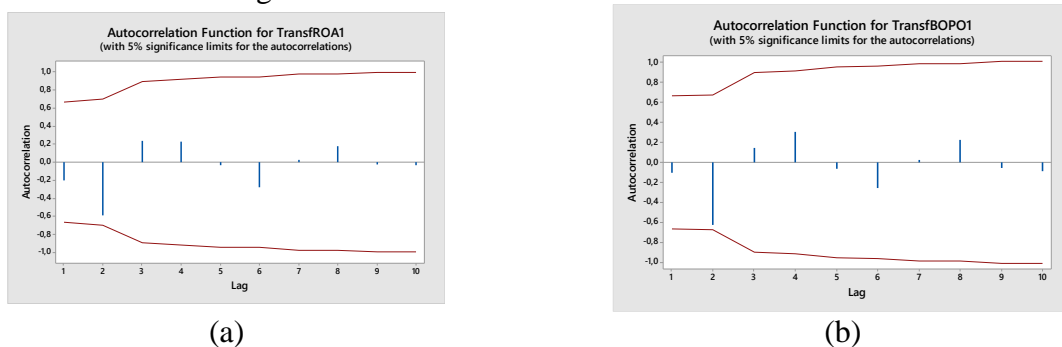 Autocorrelation Function for TransfROA1
(with 5% significance limits for the autocorrelations)
1,0
0,8
0,6
0,4
0,2
0,0
-0,2
-0,4
-0,6
-0,8
-1,0
Autocorrelation
1 2 3 4 5 6 7 8 9 10
Lag
(a)
Autocorrelation Function for TransfBOPO1
(with 5% significance limits for the autocorrelations)
1,0
0,8
0,6
0,4
0,2
0,0
-0,2
-0,4
-0,6
-0,8
-1,0
Autocorrelation
1 2 3 4 5 6 7 8 9 10
Lag
(b)